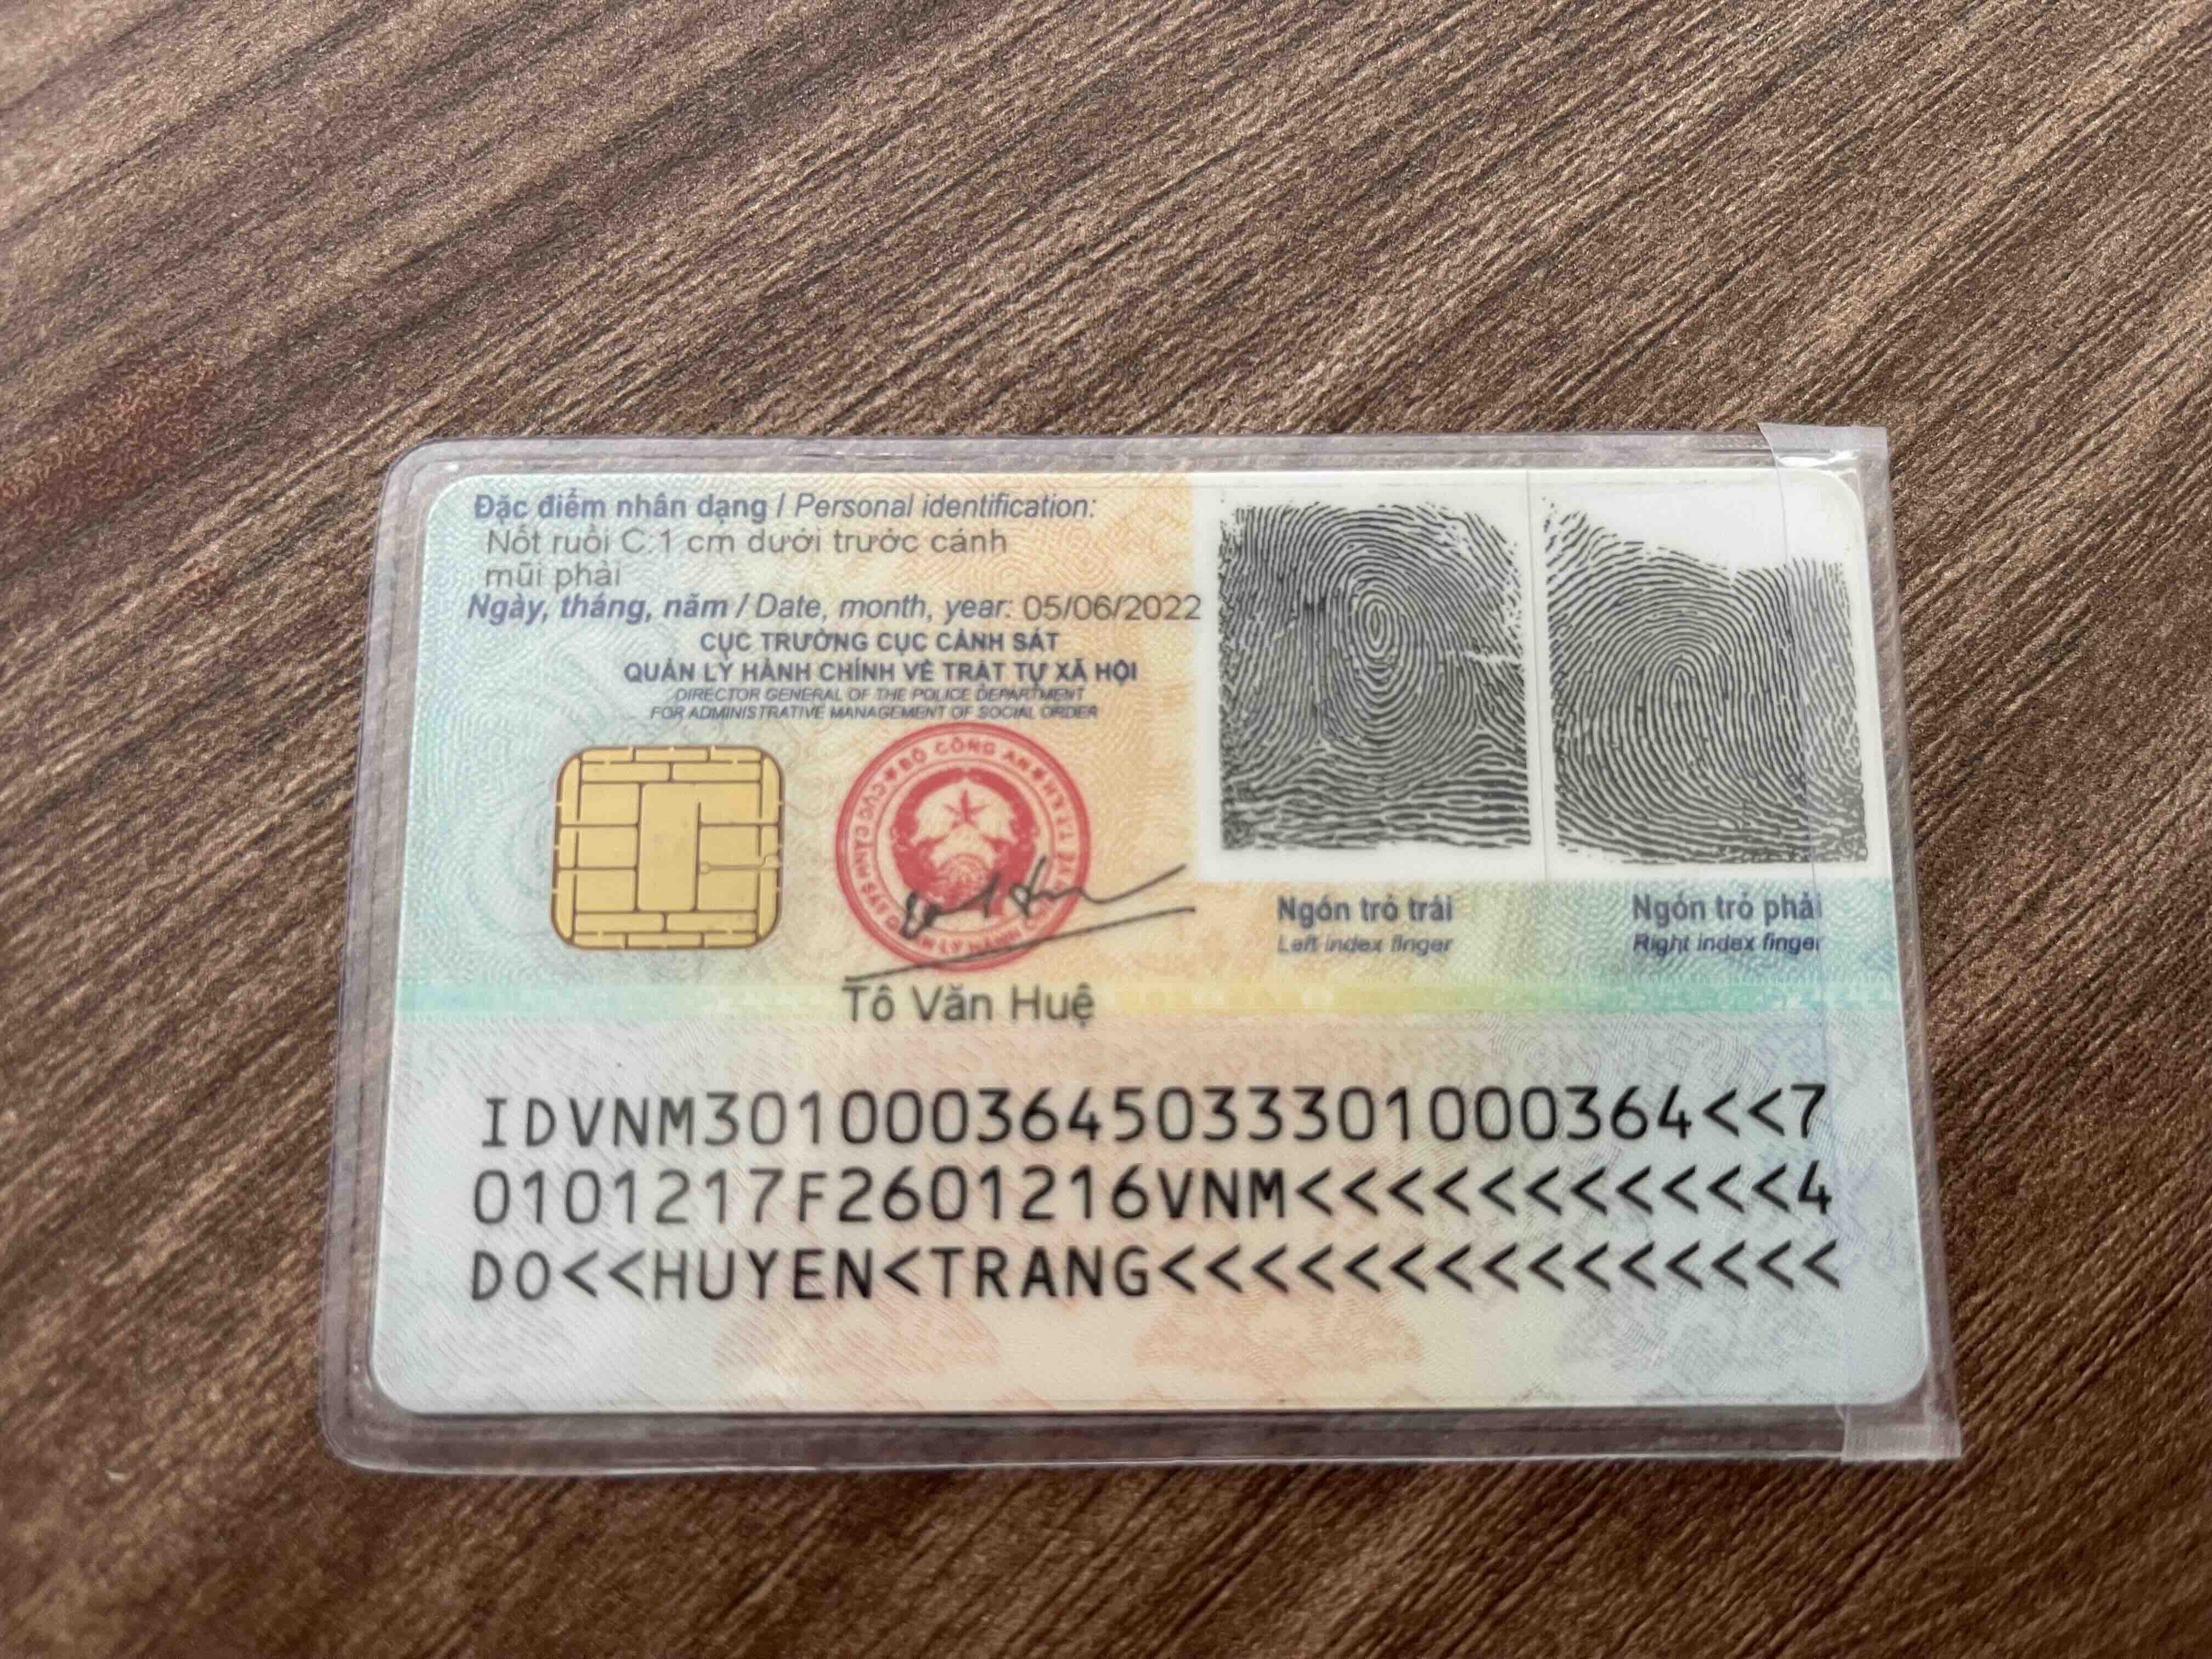 Đặc điểm nhân dạng / Personal identification:
Nốt ruồi C.1 cm dưới trước cánh
mũi phải
Ngày, tháng, năm / Date, month, year: 05/06/2022
CỤC TRƯỞNG CỤC CẢNH SÁT
QUẢN LÝ HÀNH CHÍNH VỀ TRẬT TỰ XÃ HỘI
DIRECTOR GENERAL OF THE POLICE DEPARTMENT
FOR ADMINISTRATIVE MANAGEMENT OF SOCIAL ORDER
BỘ CÔNG AN
Ngón trỏ trái
Left index finger
Ngón trỏ phải
Right index finger
Tô Văn Huệ
IDVNM3010003645033301000364<<7
0101217F2601216VNM<<<<<<<<<<<4
DO<<HUYEN<TRANG<<<<<<<<<<<<<<<